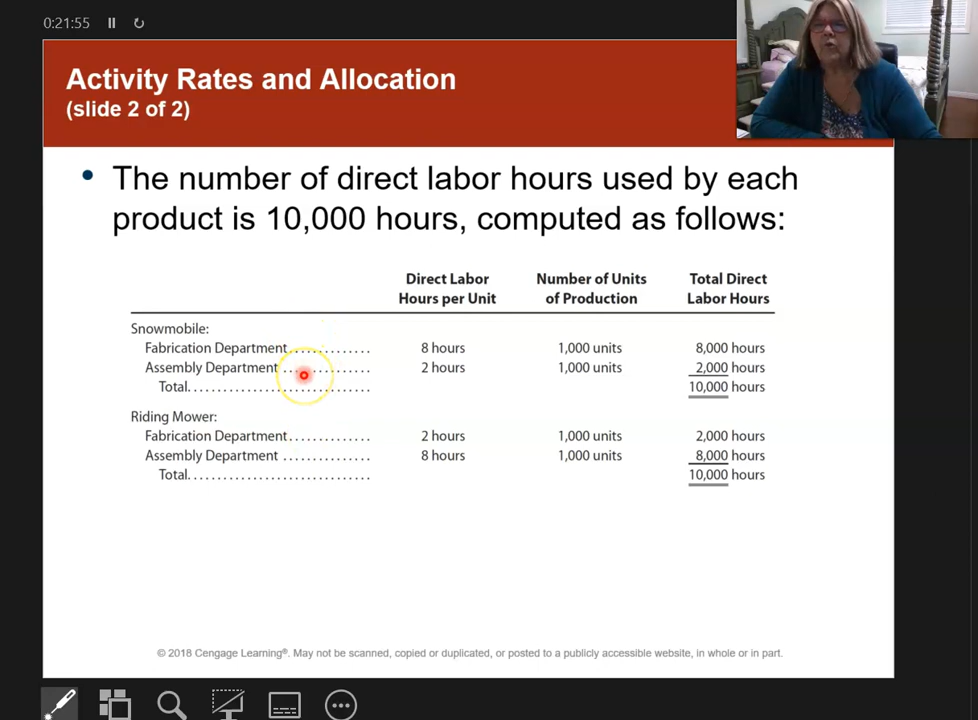 0:21:55
Activity Rates and Allocation
(slide 2 of 2)
• The number of direct labor hours used by each
product is 10,000 hours, computed as follows:
Direct Labor Number of Units Total Direct
Hours per Unit of Production Labor Hours
Snowmobile:
Fabrication Department.............. 8 hours 1,000 units 8,000 hours
Assembly Department ............... 2 hours 1,000 units 2,000 hours
Total................................ 10,000 hours
Riding Mower:
Fabrication Department.............. 2 hours 1,000 units 2,000 hours
Assembly Department ............... 8 hours 1,000 units 8,000 hours
Total................................ 10,000 hours
© 2018 Cengage Learning®. May not be scanned, copied or duplicated, or posted to a publicly accessible website, in whole or in part.